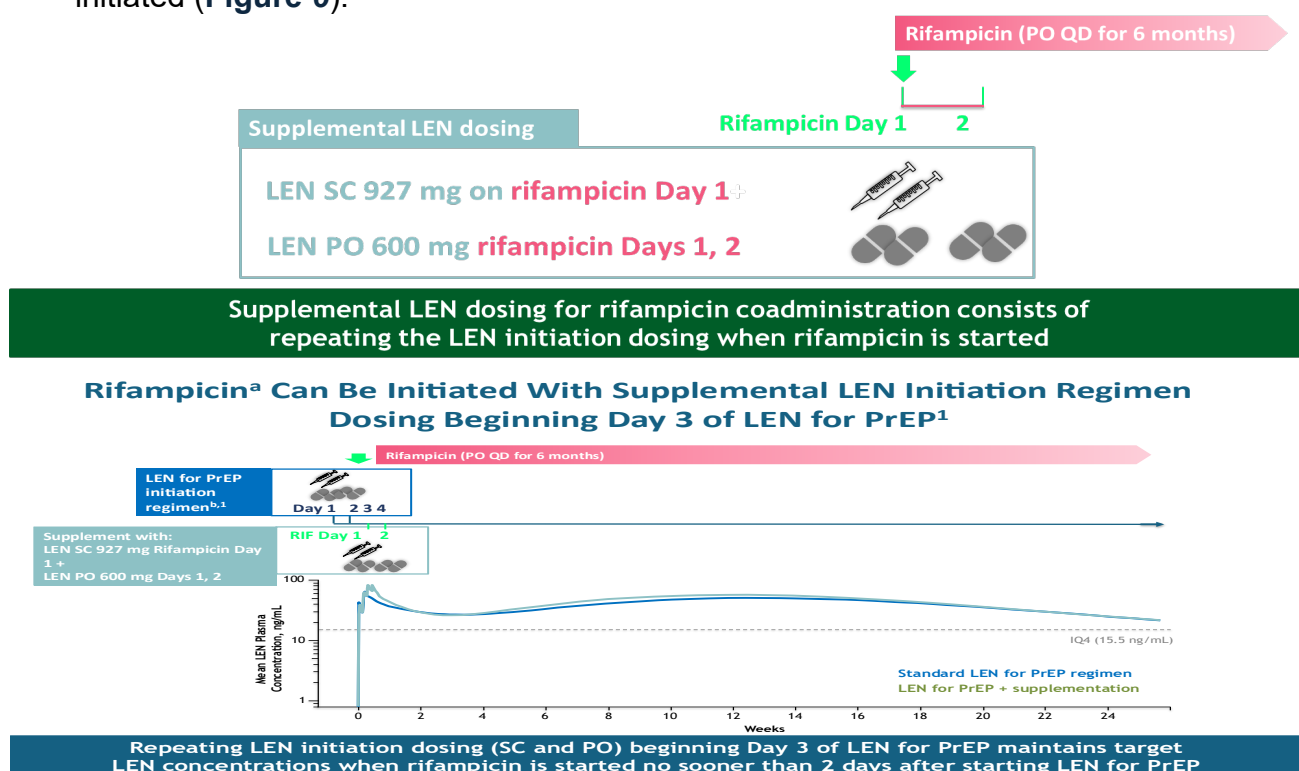 initiated (Figure 6).
Rifampicin (PO QD for 6 months)
Rifampicin Day 1 2
Supplemental LEN dosing
LEN SC 927 mg on rifampicin Day 1+
LEN PO 600 mg rifampicin Days 1, 2
Supplemental LEN dosing for rifampicin coadministration consists of
repeating the LEN initiation dosing when rifampicin is started
Rifampicinᵃ Can Be Initiated With Supplemental LEN Initiation Regimen
Dosing Beginning Day 3 of LEN for PrEP¹
Rifampicin (PO QD for 6 months)
LEN for PrEP
initiation
regimenᵇ,¹
Day 1 2 3 4
Supplement with:
LEN SC 927 mg Rifampicin Day
1 +
LEN PO 600 mg Days 1, 2
RIF Day 1 2
Mean LEN Plasma
Concentration, ng/mL
100
10
1
IQ4 (15.5 ng/mL)
Standard LEN for PrEP regimen
LEN for PrEP + supplementation
0 2 4 6 8 10 12 14 16 18 20 22 24
Weeks
Repeating LEN initiation dosing (SC and PO) beginning Day 3 of LEN for PrEP maintains target
LEN concentrations when rifampicin is started no sooner than 2 days after starting LEN for PrEP